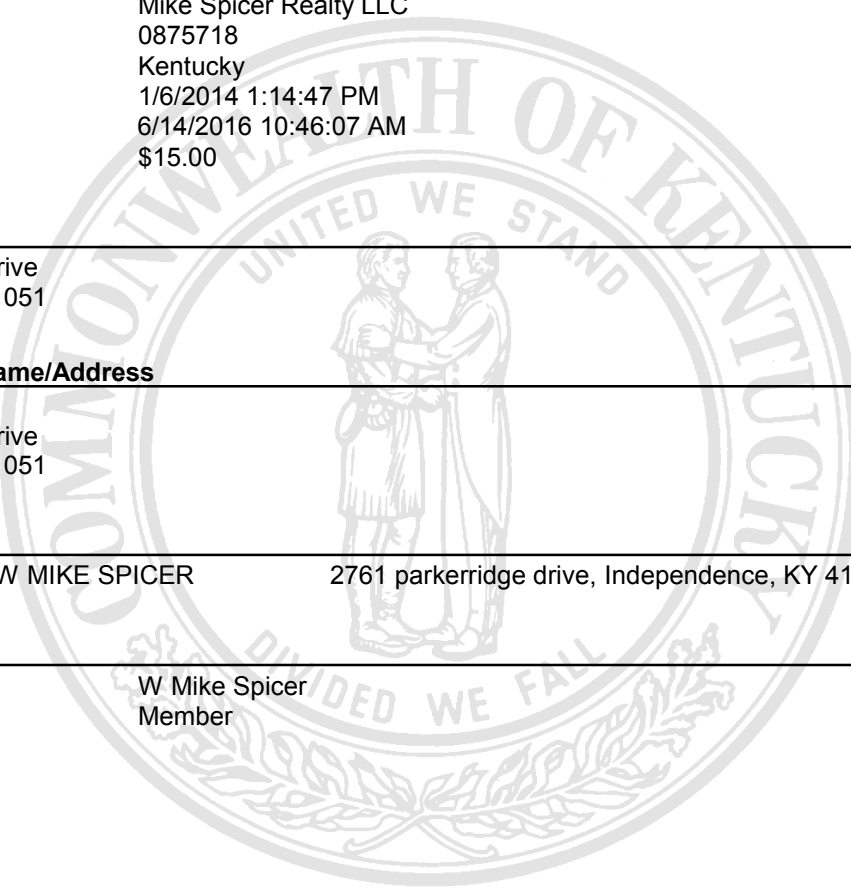 Mike Spicer Realty LLC
0875718
Kentucky
1/6/2014 1:14:47 PM
6/14/2016 10:46:07 AM
$15.00
COMMONWEALTH OF KENTUCKY
UNITED WE STAND
rive
051
ame/Address
rive
051
W MIKE SPICER 2761 parkerridge drive, Independence, KY 41
DIVIDED WE FALL
W Mike Spicer
Member